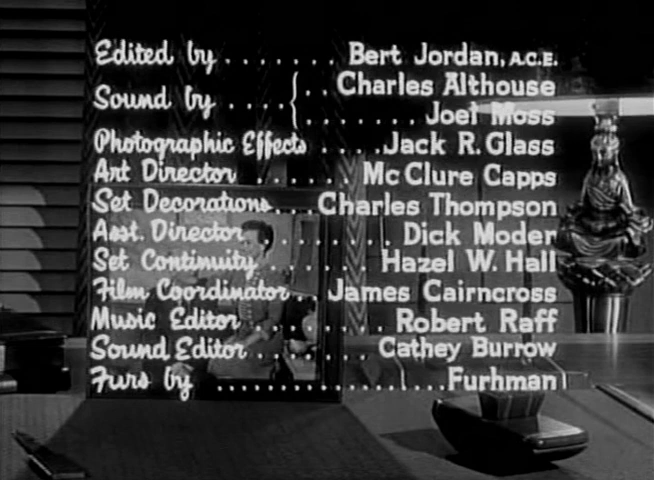 Edited by ....... Bert Jordan, A.C.E.
Sound by .... { .. Charles Althouse
....... Joel Moss
Photographic Effects .... Jack R. Glass
Art Director ...... McClure Capps
Set Decorations... Charles Thompson
Asst. Director ........ Dick Moder
Set Continuity ...... Hazel W. Hall
Film Coordinator.. James Cairncross
Music Editor ........ Robert Raff
Sound Editor ....... Cathey Burrow
Furs by .................. Furhman